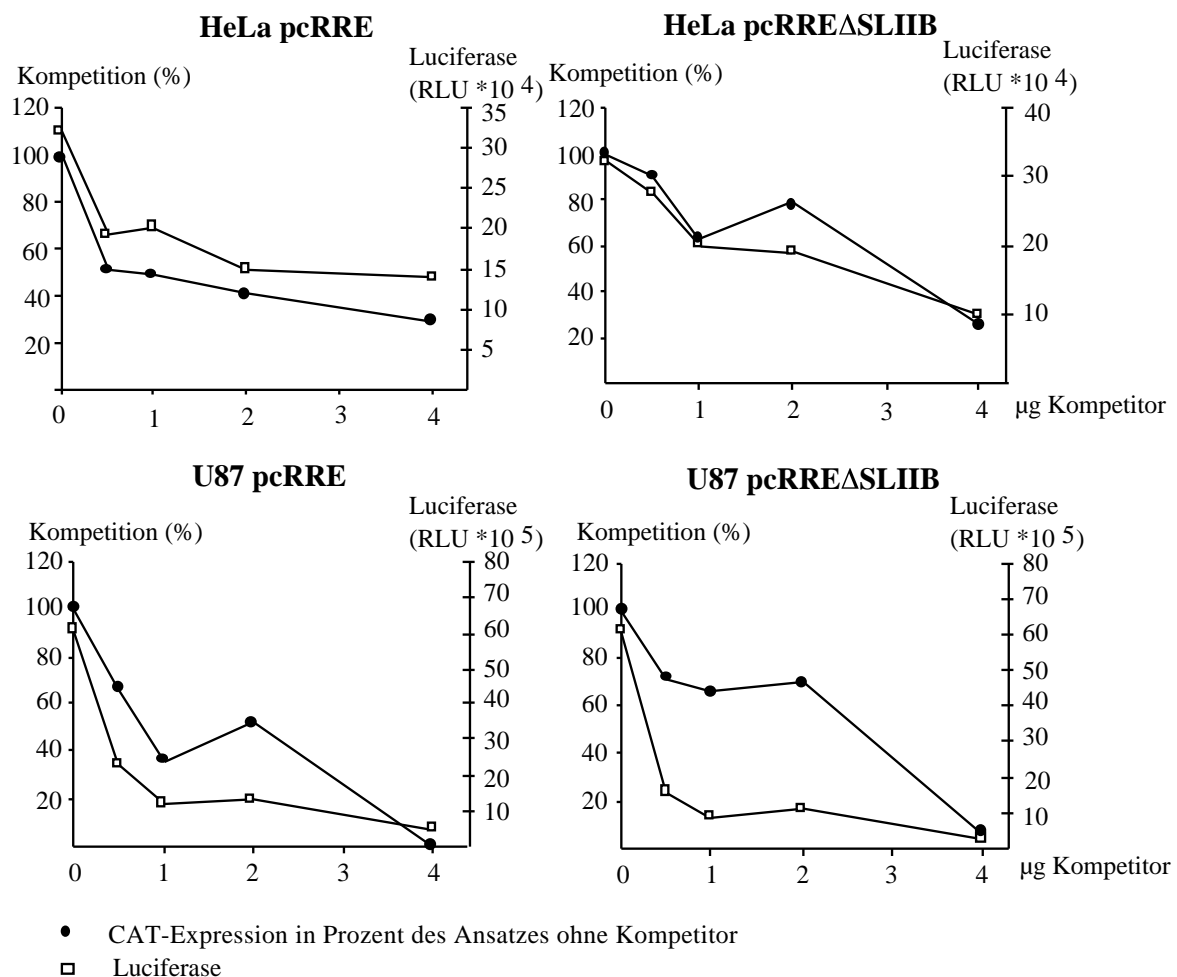 HeLa pcRRE
Kompetition (%)
Luciferase
(RLU *10 4)
120
100
80
60
40
20
35
30
25
20
15
10
5
0 1 2 3 4
HeLa pcRREΔSLIIB
Kompetition (%)
Luciferase
(RLU *10 4)
120
100
80
60
40
20
40
30
20
10
0 1 2 3 4
µg Kompetitor
U87 pcRRE
Kompetition (%)
Luciferase
(RLU *10 5)
120
100
80
60
40
20
80
70
60
50
40
30
20
10
0 1 2 3 4
U87 pcRREΔSLIIB
Kompetition (%)
Luciferase
(RLU *10 5)
120
100
80
60
40
20
80
70
60
50
40
30
20
10
0 1 2 3 4
µg Kompetitor
CAT-Expression in Prozent des Ansatzes ohne Kompetitor
Luciferase